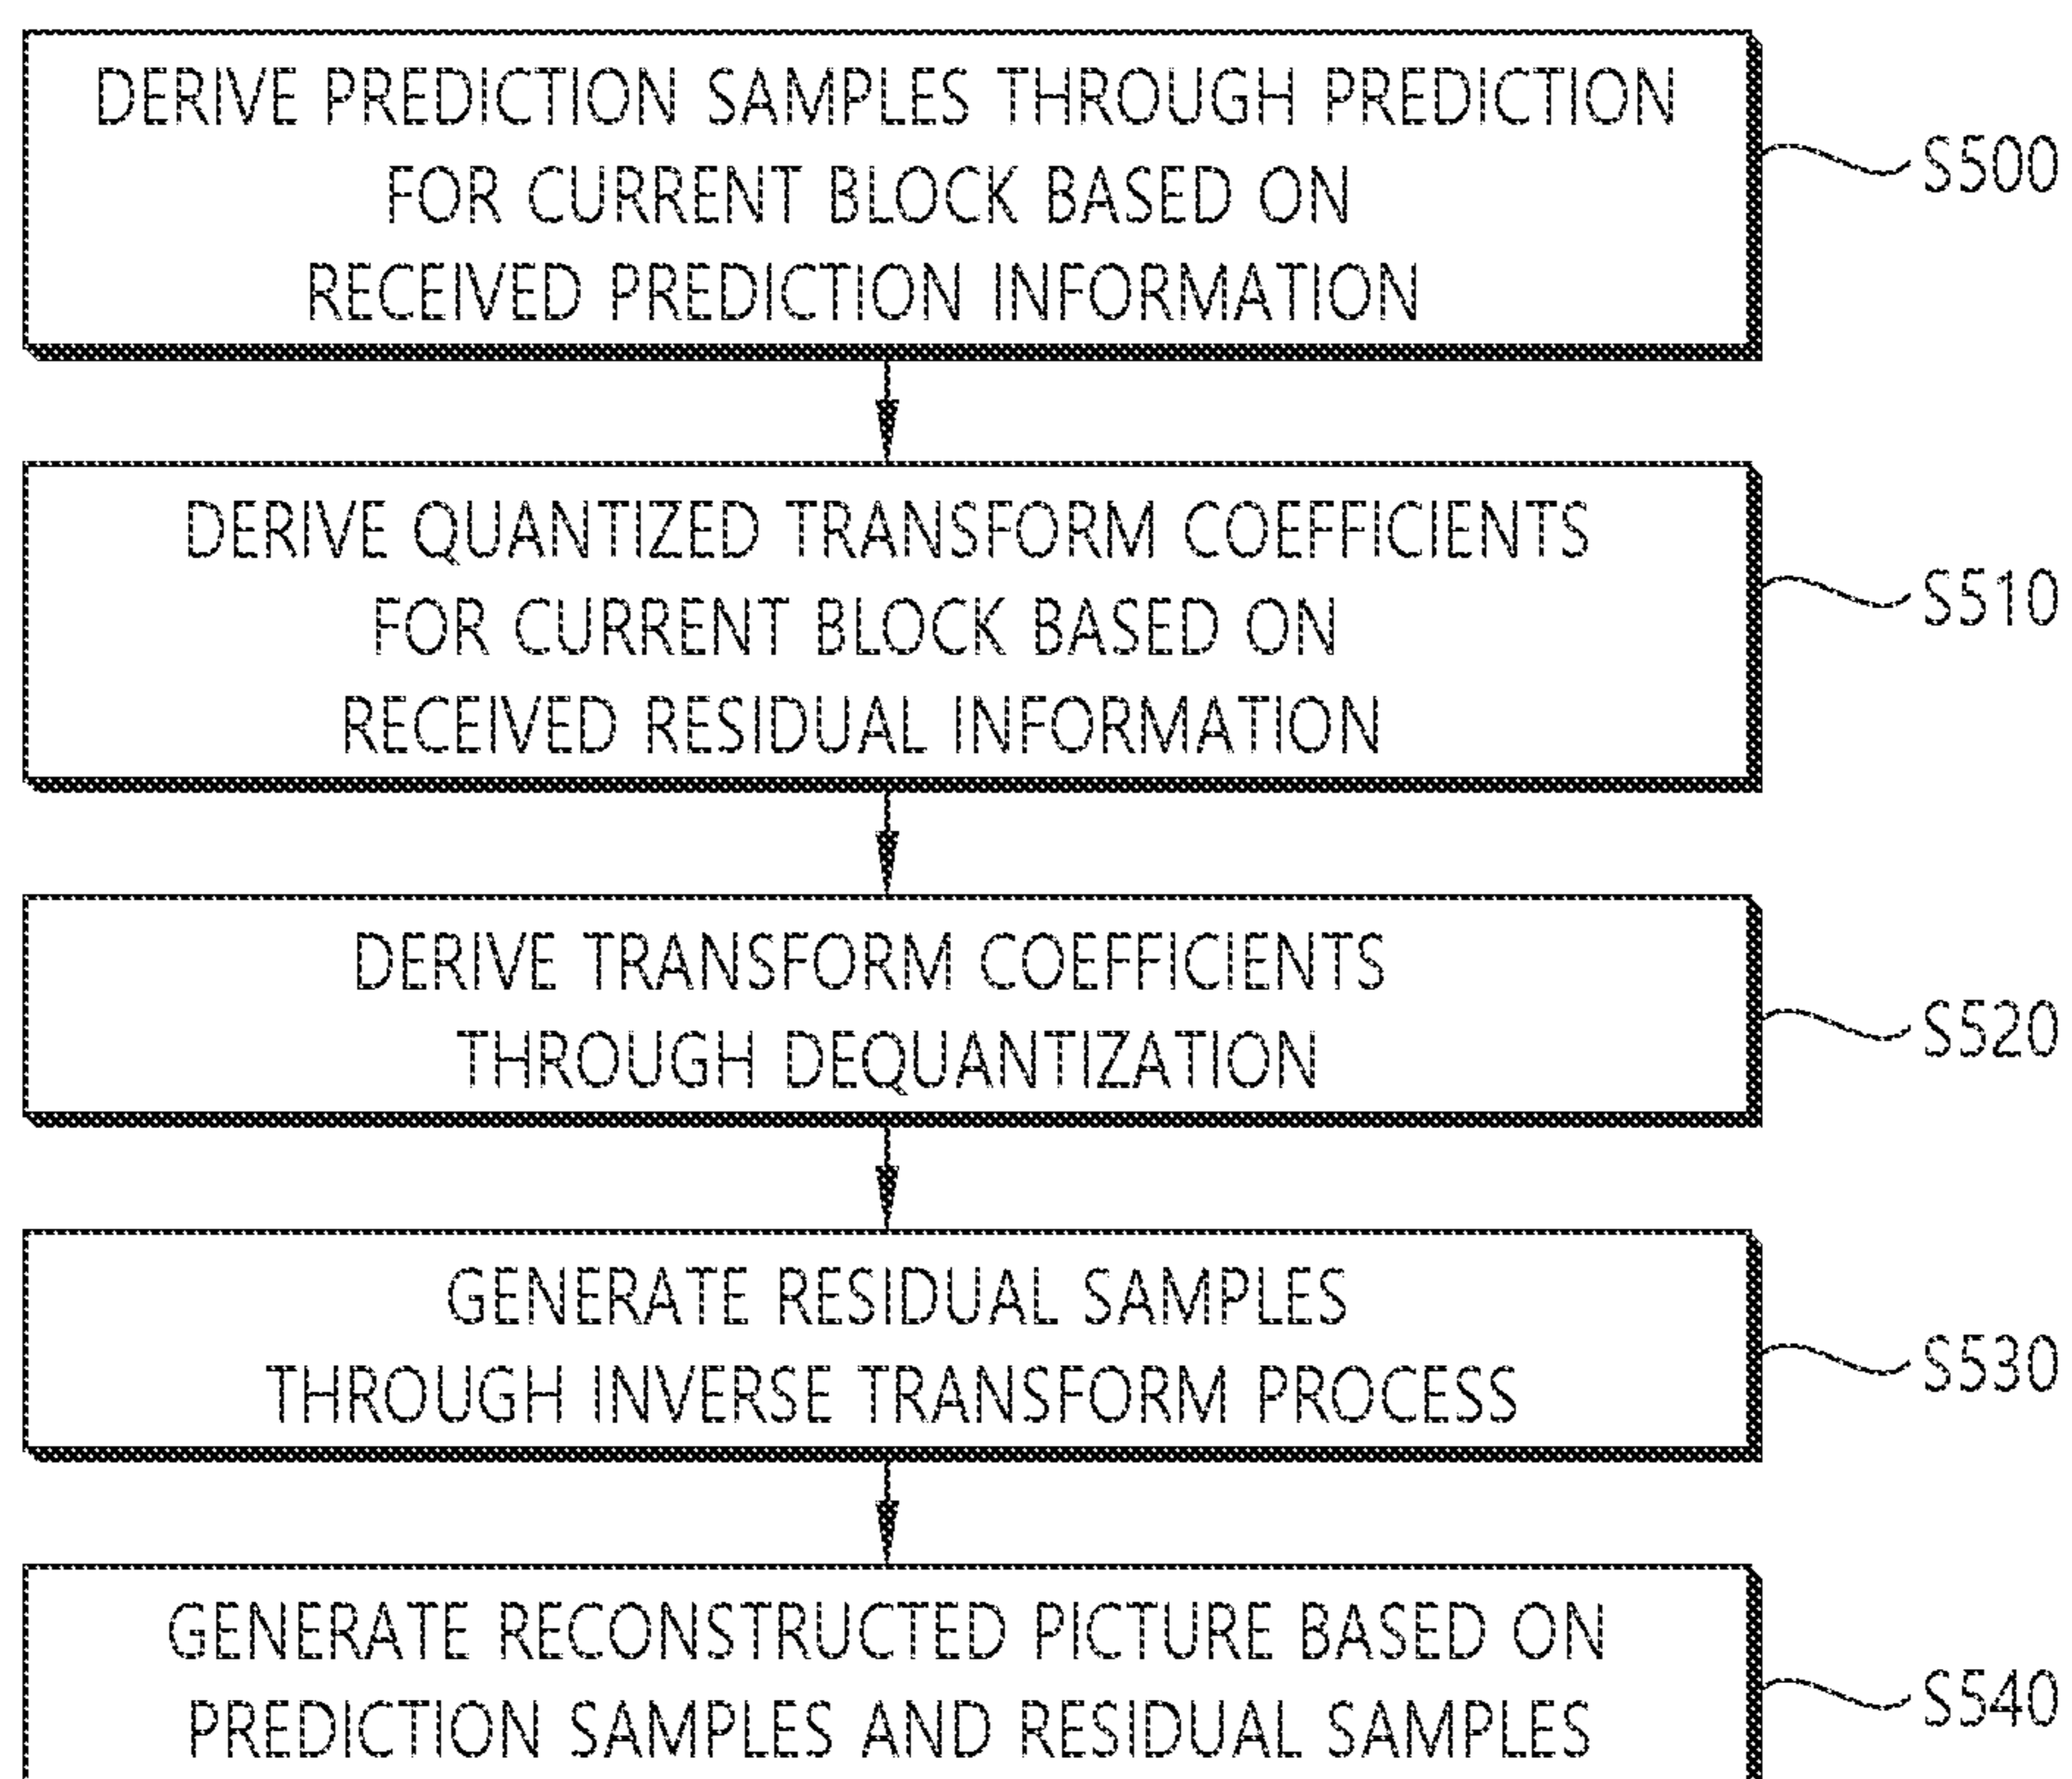 DERIVE PREDICTION SAMPLES THROUGH PREDICTION
FOR CURRENT BLOCK BASED ON
RECEIVED PREDICTION INFORMATION
S500
DERIVE QUANTIZED TRANSFORM COEFFICIENTS
FOR CURRENT BLOCK BASED ON
RECEIVED RESIDUAL INFORMATION
S510
DERIVE TRANSFORM COEFFICIENTS
THROUGH DEQUANTIZATION
S520
GENERATE RESIDUAL SAMPLES
THROUGH INVERSE TRANSFORM PROCESS
S530
GENERATE RECONSTRUCTED PICTURE BASED ON
PREDICTION SAMPLES AND RESIDUAL SAMPLES
S540